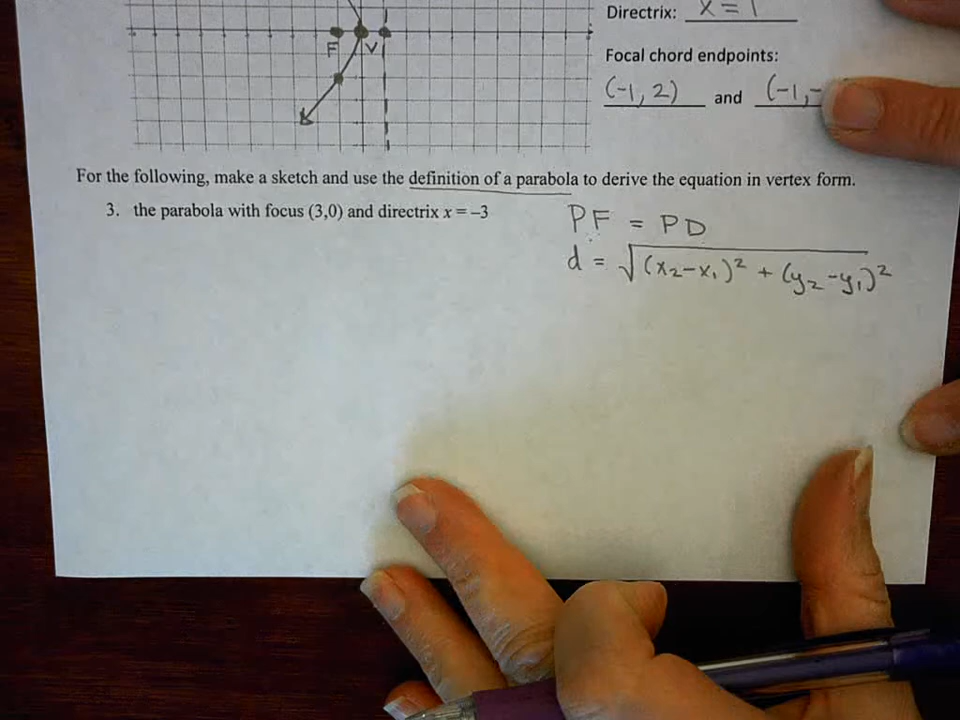 Directrix: x = 1
F V
Focal chord endpoints:
(-1, 2) and (-1, -
For the following, make a sketch and use the definition of a parabola to derive the equation in vertex form.
3. the parabola with focus (3,0) and directrix x = –3
PF = PD
d = √(x₂-x₁)² + (y₂-y₁)²